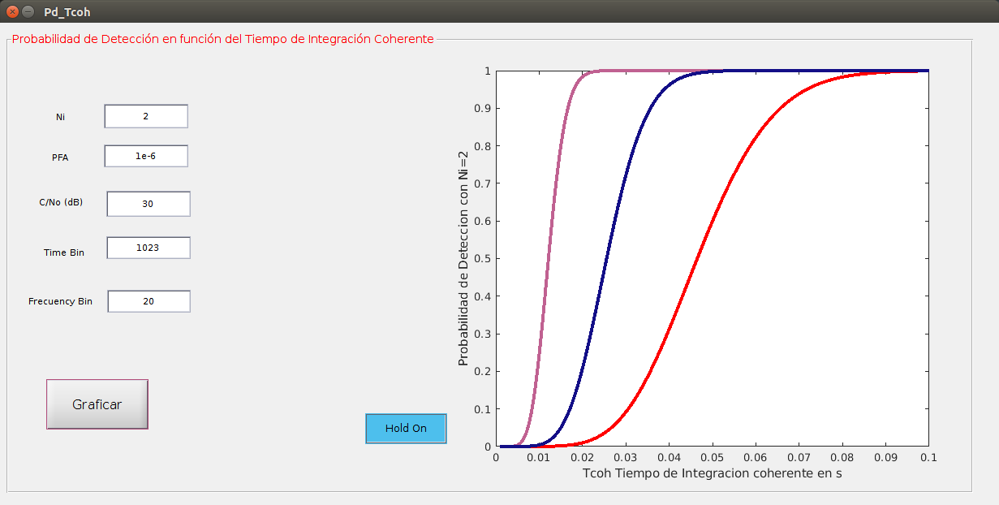 Pd_Tcoh
Probabilidad de Detección en función del Tiempo de Integración Coherente
Ni
2
PFA
1e-6
C/No (dB)
30
Time Bin
1023
Frecuency Bin
20
Graficar
Hold On
Probabilidad de Deteccion con Ni=2
1
0.9
0.8
0.7
0.6
0.5
0.4
0.3
0.2
0.1
0
0 0.01 0.02 0.03 0.04 0.05 0.06 0.07 0.08 0.09 0.1
Tcoh Tiempo de Integracion coherente en s